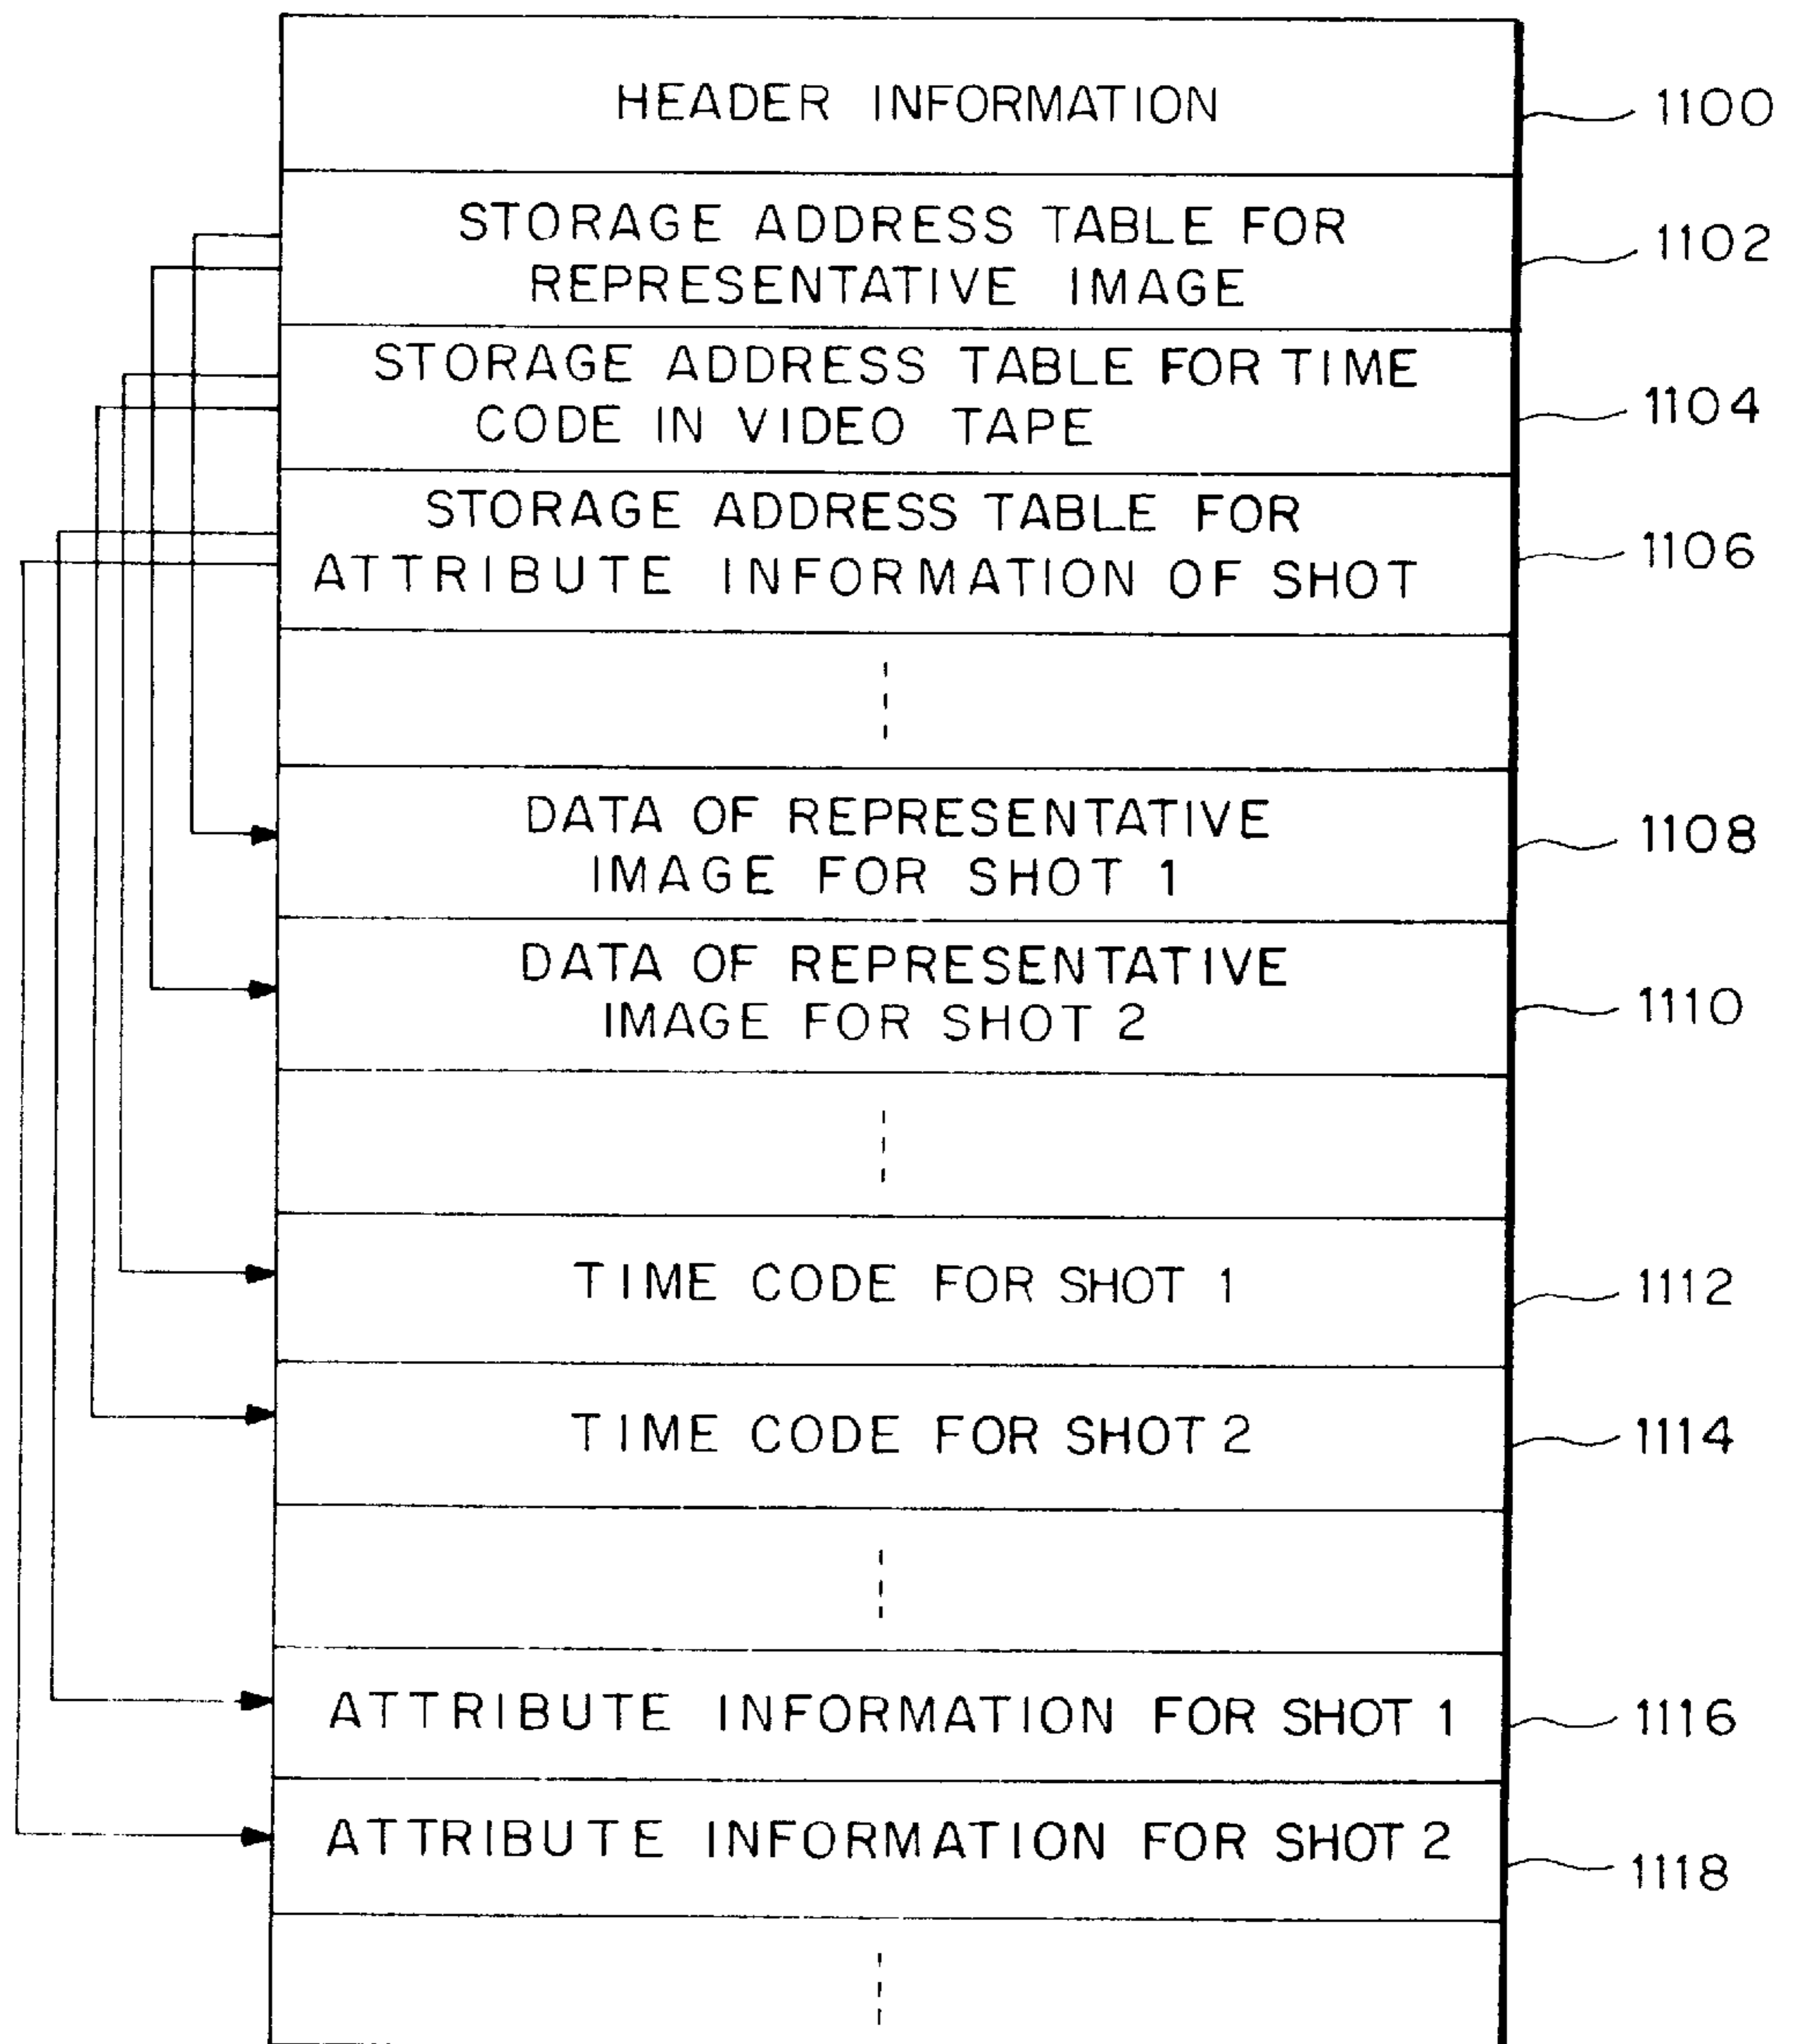 HEADER INFORMATION
1100
STORAGE ADDRESS TABLE FOR
REPRESENTATIVE IMAGE
1102
STORAGE ADDRESS TABLE FOR TIME
CODE IN VIDEO TAPE
1104
STORAGE ADDRESS TABLE FOR
ATTRIBUTE INFORMATION OF SHOT
1106
DATA OF REPRESENTATIVE
IMAGE FOR SHOT 1
1108
DATA OF REPRESENTATIVE
IMAGE FOR SHOT 2
1110
TIME CODE FOR SHOT 1
1112
TIME CODE FOR SHOT 2
1114
ATTRIBUTE INFORMATION FOR SHOT 1
1116
ATTRIBUTE INFORMATION FOR SHOT 2
1118